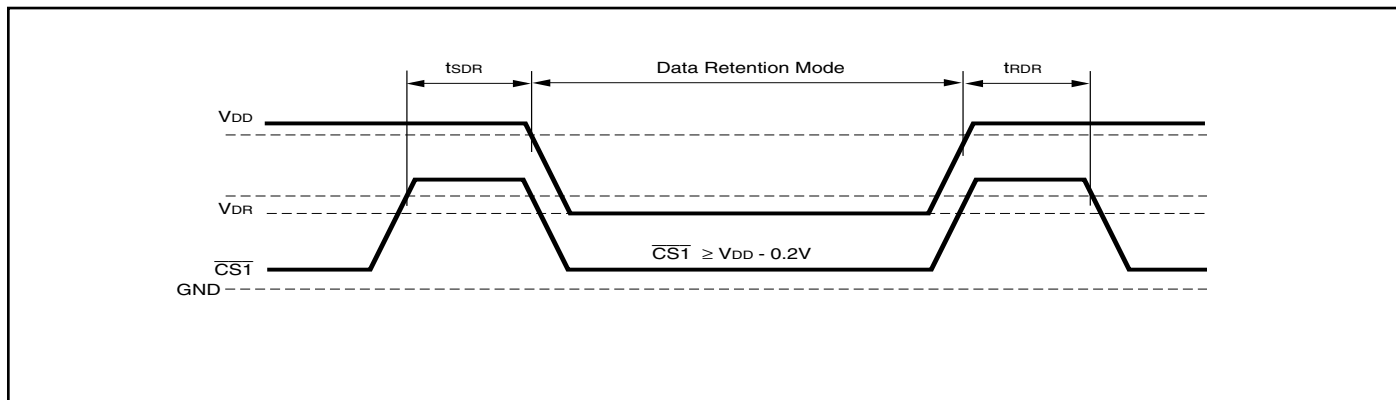 tSDR Data Retention Mode tRDR
VDD
VDR
CS1 ≥ VDD - 0.2V
CS1
GND